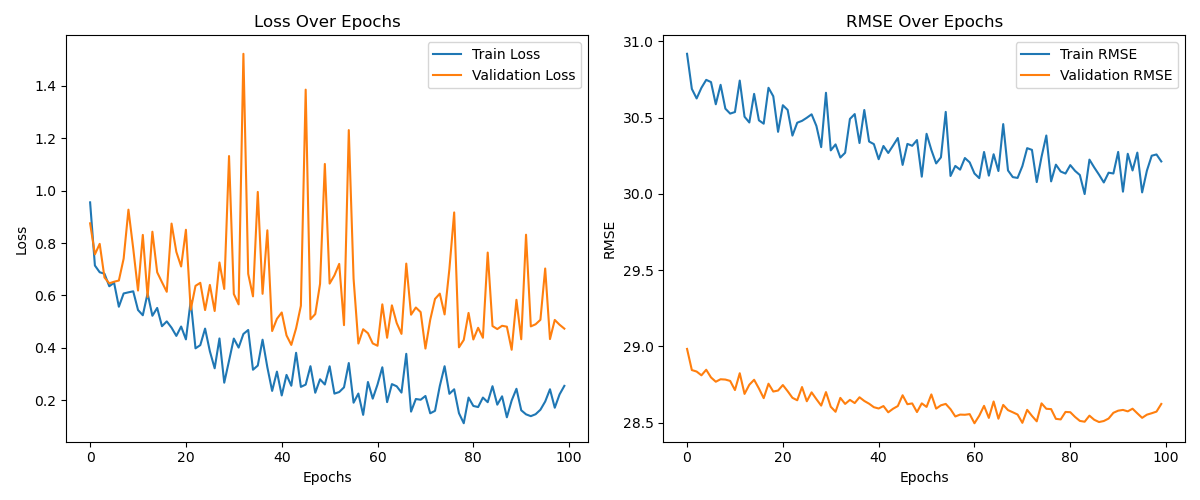 Loss Over Epochs
Train Loss
Validation Loss
1.4
1.2
1.0
0.8
0.6
0.4
0.2
Loss
0 20 40 60 80 100
Epochs
RMSE Over Epochs
Train RMSE
Validation RMSE
31.0
30.5
30.0
29.5
29.0
28.5
RMSE
0 20 40 60 80 100
Epochs